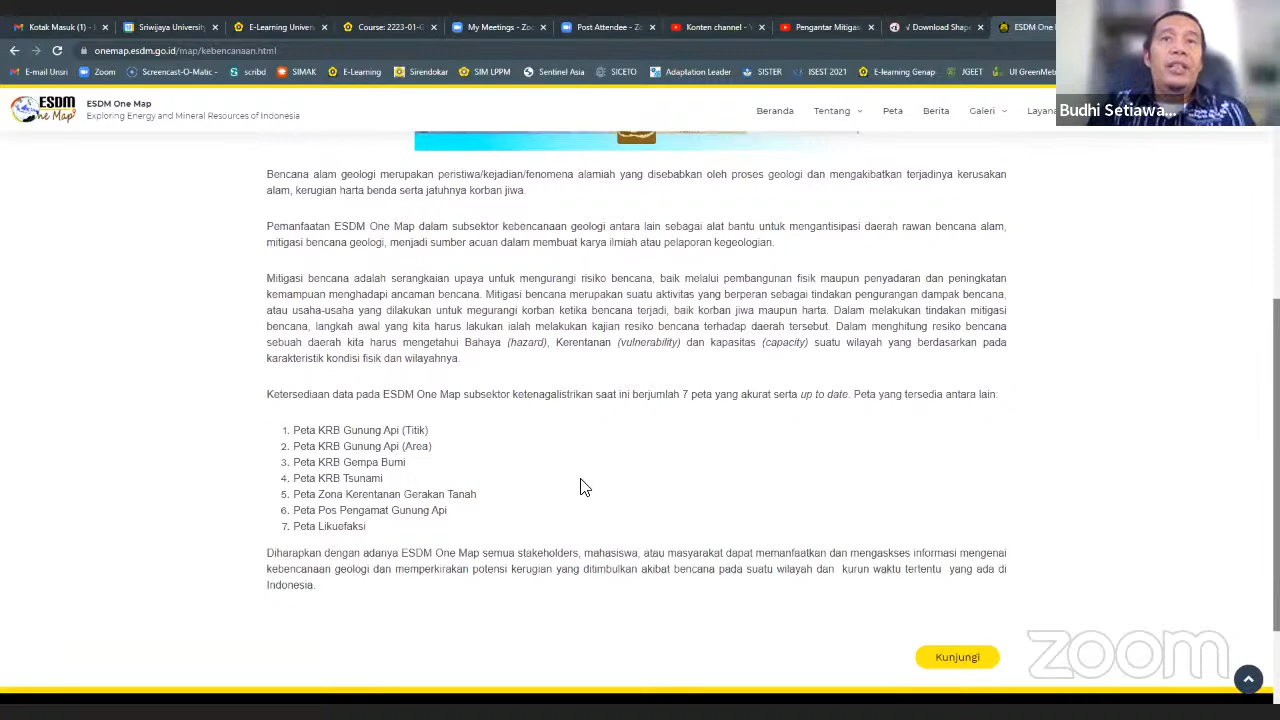 Kotak Masuk (1)
Sriwijaya University
E-Learning Univer
Course: 2223-01-G
My Meetings - Zoo
Post Attendee - Zo
Konten channel - Y
Pengantar Mitigas
√ Download Shape
ESDM One
onemap.esdm.go.id/map/kebencanaan.html
E-mail Unsri
Zoom
Screencast-O-Matic -
scribd
SIMAK
E-Learning
Sirendokar
SIM LPPM
Sentinel Asia
SICETO
Adaptation Leader
SISTER
ISEST 2021
E-learning Genap
JGEET
UI GreenMetr
Budhi Setiawa...
ESDM
One Map
ESDM One Map
Exploring Energy and Mineral Resources of Indonesia
Beranda
Tentang
Peta
Berita
Galeri
Layana
Bencana alam geologi merupakan peristiwa/kejadian/fenomena alamiah yang disebabkan oleh proses geologi dan mengakibatkan terjadinya kerusakan
alam, kerugian harta benda serta jatuhnya korban jiwa.
Pemanfaatan ESDM One Map dalam subsektor kebencanaan geologi antara lain sebagai alat bantu untuk mengantisipasi daerah rawan bencana alam,
mitigasi bencana geologi, menjadi sumber acuan dalam membuat karya ilmiah atau pelaporan kegeologian.
Mitigasi bencana adalah serangkaian upaya untuk mengurangi risiko bencana, baik melalui pembangunan fisik maupun penyadaran dan peningkatan
kemampuan menghadapi ancaman bencana. Mitigasi bencana merupakan suatu aktivitas yang berperan sebagai tindakan pengurangan dampak bencana,
atau usaha-usaha yang dilakukan untuk megurangi korban ketika bencana terjadi, baik korban jiwa maupun harta. Dalam melakukan tindakan mitigasi
bencana, langkah awal yang kita harus lakukan ialah melakukan kajian resiko bencana terhadap daerah tersebut. Dalam menghitung resiko bencana
sebuah daerah kita harus mengetahui Bahaya (hazard), Kerentanan (vulnerability) dan kapasitas (capacity) suatu wilayah yang berdasarkan pada
karakteristik kondisi fisik dan wilayahnya.
Ketersediaan data pada ESDM One Map subsektor ketenagalistrikan saat ini berjumlah 7 peta yang akurat serta up to date. Peta yang tersedia antara lain:
1. Peta KRB Gunung Api (Titik)
2. Peta KRB Gunung Api (Area)
3. Peta KRB Gempa Bumi
4. Peta KRB Tsunami
5. Peta Zona Kerentanan Gerakan Tanah
6. Peta Pos Pengamat Gunung Api
7. Peta Likuefaksi
Diharapkan dengan adanya ESDM One Map semua stakeholders, mahasiswa, atau masyarakat dapat memanfaatkan dan mengaskses informasi mengenai
kebencanaan geologi dan memperkirakan potensi kerugian yang ditimbulkan akibat bencana pada suatu wilayah dan kurun waktu tertentu yang ada di
Indonesia.
Kunjungi
zoom